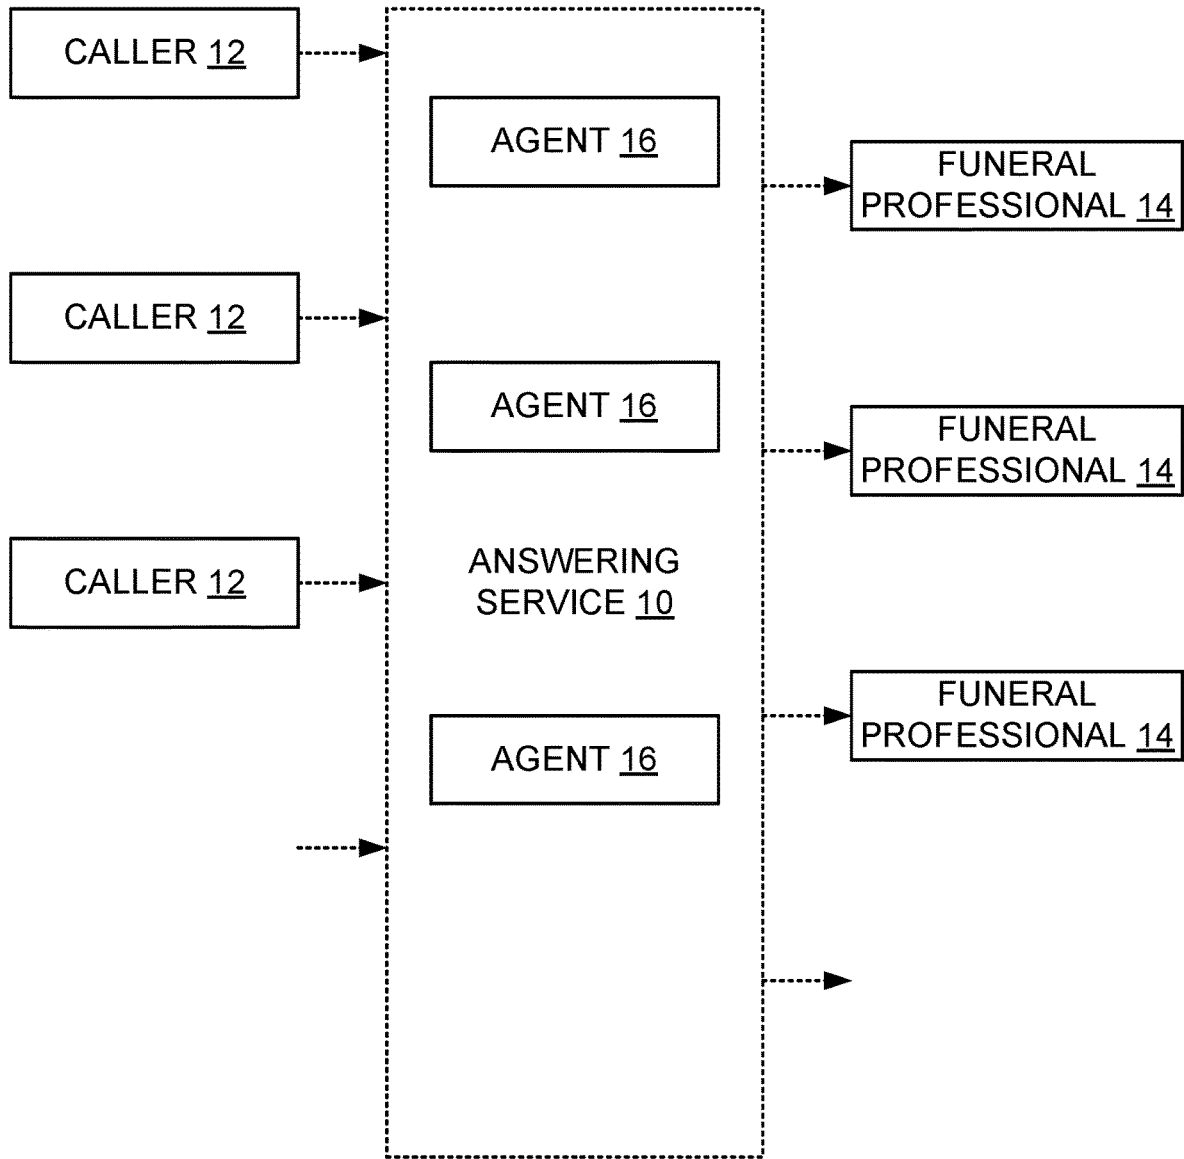 CALLER 12
AGENT 16
FUNERAL
PROFESSIONAL 14
CALLER 12
AGENT 16
FUNERAL
PROFESSIONAL 14
CALLER 12
ANSWERING
SERVICE 10
FUNERAL
PROFESSIONAL 14
AGENT 16